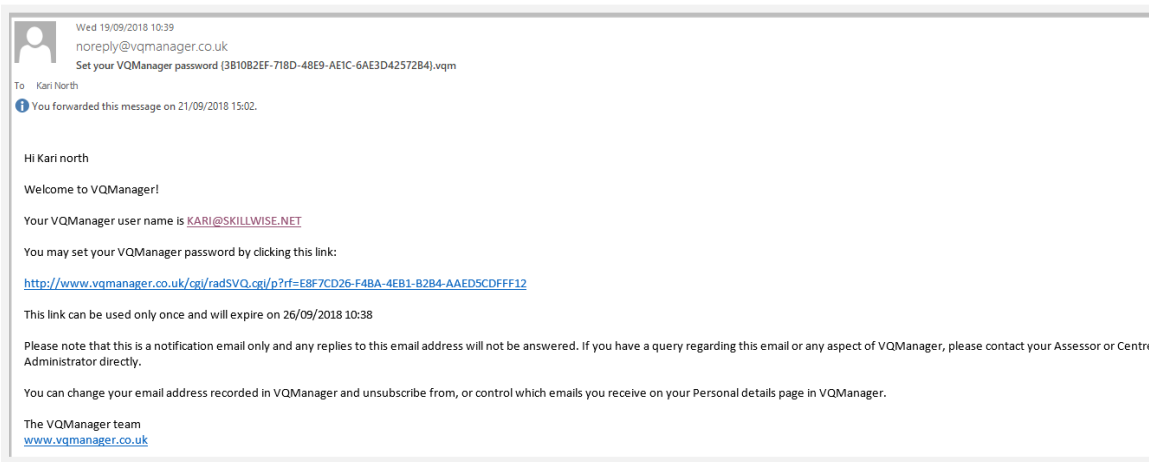 Wed 19/09/2018 10:39
noreply@vqmanager.co.uk
Set your VQManager password (3B10B2EF-718D-48E9-AE1C-6AE3D42572B4).vqm
To Kari North
You forwarded this message on 21/09/2018 15:02.
Hi Kari north
Welcome to VQManager!
Your VQManager user name is KARI@SKILLWISE.NET
You may set your VQManager password by clicking this link:
http://www.vqmanager.co.uk/cgi/radSVQ.cgi/p?rf=E8F7CD26-F4BA-4EB1-B2B4-AAED5CDFFF12
This link can be used only once and will expire on 26/09/2018 10:38
Please note that this is a notification email only and any replies to this email address will not be answered. If you have a query regarding this email or any aspect of VQManager, please contact your Assessor or Centre
Administrator directly.
You can change your email address recorded in VQManager and unsubscribe from, or control which emails you receive on your Personal details page in VQManager.
The VQManager team
www.vqmanager.co.uk